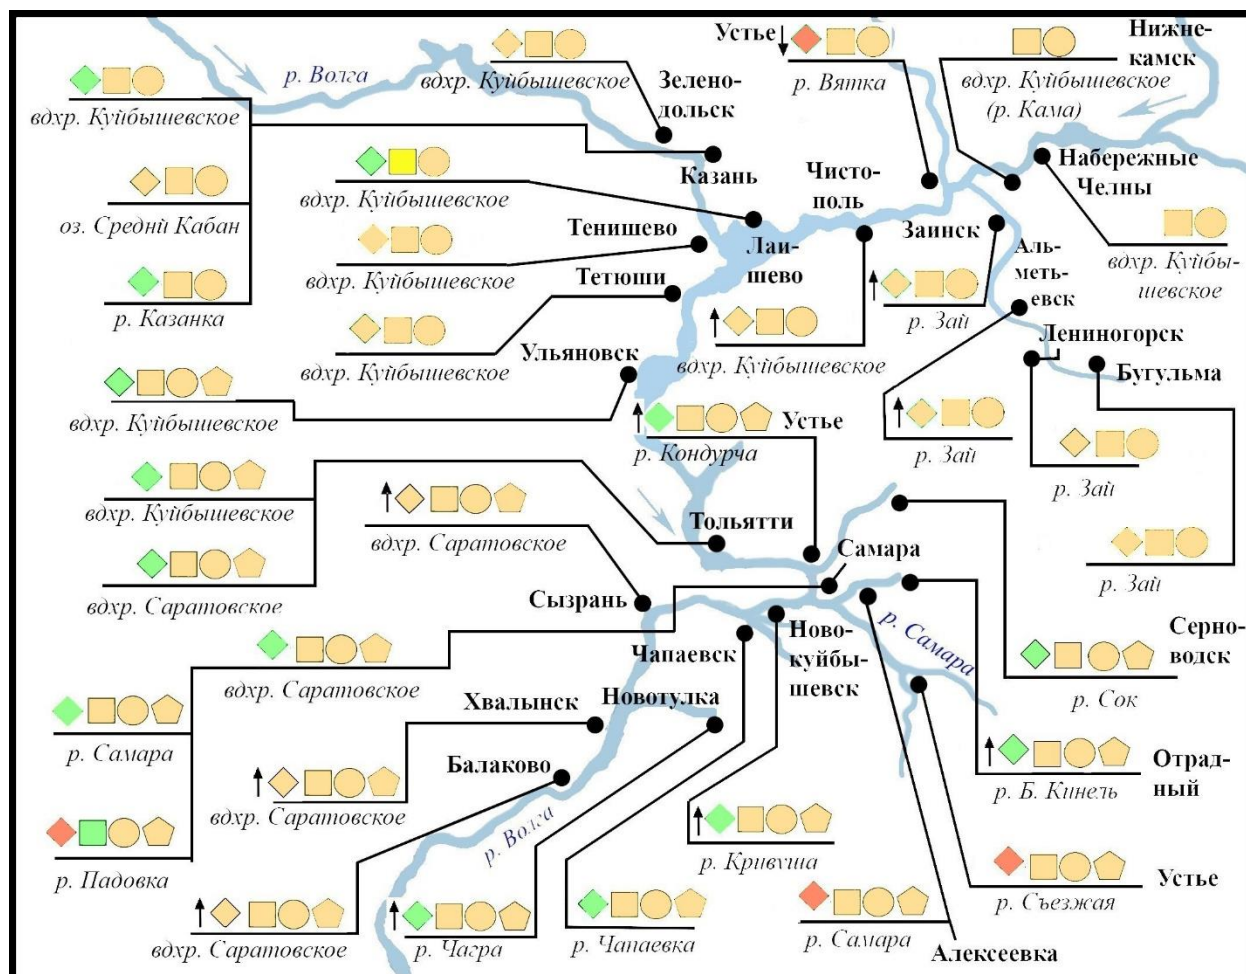 Устье
Нижне-
камск
р. Волга
вдхр. Куйбышевское
Зелено-
дольск
р. Вятка
вдхр. Куйбышевское
(р. Кама)
вдхр. Куйбышевское
Казань
Чисто-
поль
Набережные
Челны
оз. Средний Кабан
вдхр. Куйбышевское
Тенишево
Лаи-
шево
Заинск
Аль-
меть-
евск
вдхр. Куйбы-
шевское
вдхр. Куйбышевское
Тетюши
р. Казанка
р. Зай
Лениногорск
Бугульма
вдхр. Куйбышевское
Ульяновск
вдхр. Куйбышевское
вдхр. Куйбышевское
Устье
р. Кондурча
р. Зай
р. Зай
вдхр. Куйбышевское
вдхр. Саратовское
Тольятти
Самара
р. Зай
вдхр. Саратовское
Сызрань
Чапаевск
Ново-
куйбы-
шевск
р. Самара
Серно-
водск
вдхр. Саратовское
р. Сок
Хвалынск
Новотулка
р. Самара
Балаково
Отрад-
ный
р. Б. Кинель
вдхр. Саратовское
р. Волга
р. Кривуша
р. Падовка
Устье
р. Съезжая
вдхр. Саратовское
р. Чагра
р. Чапаевка
р. Самара
Алексеевка